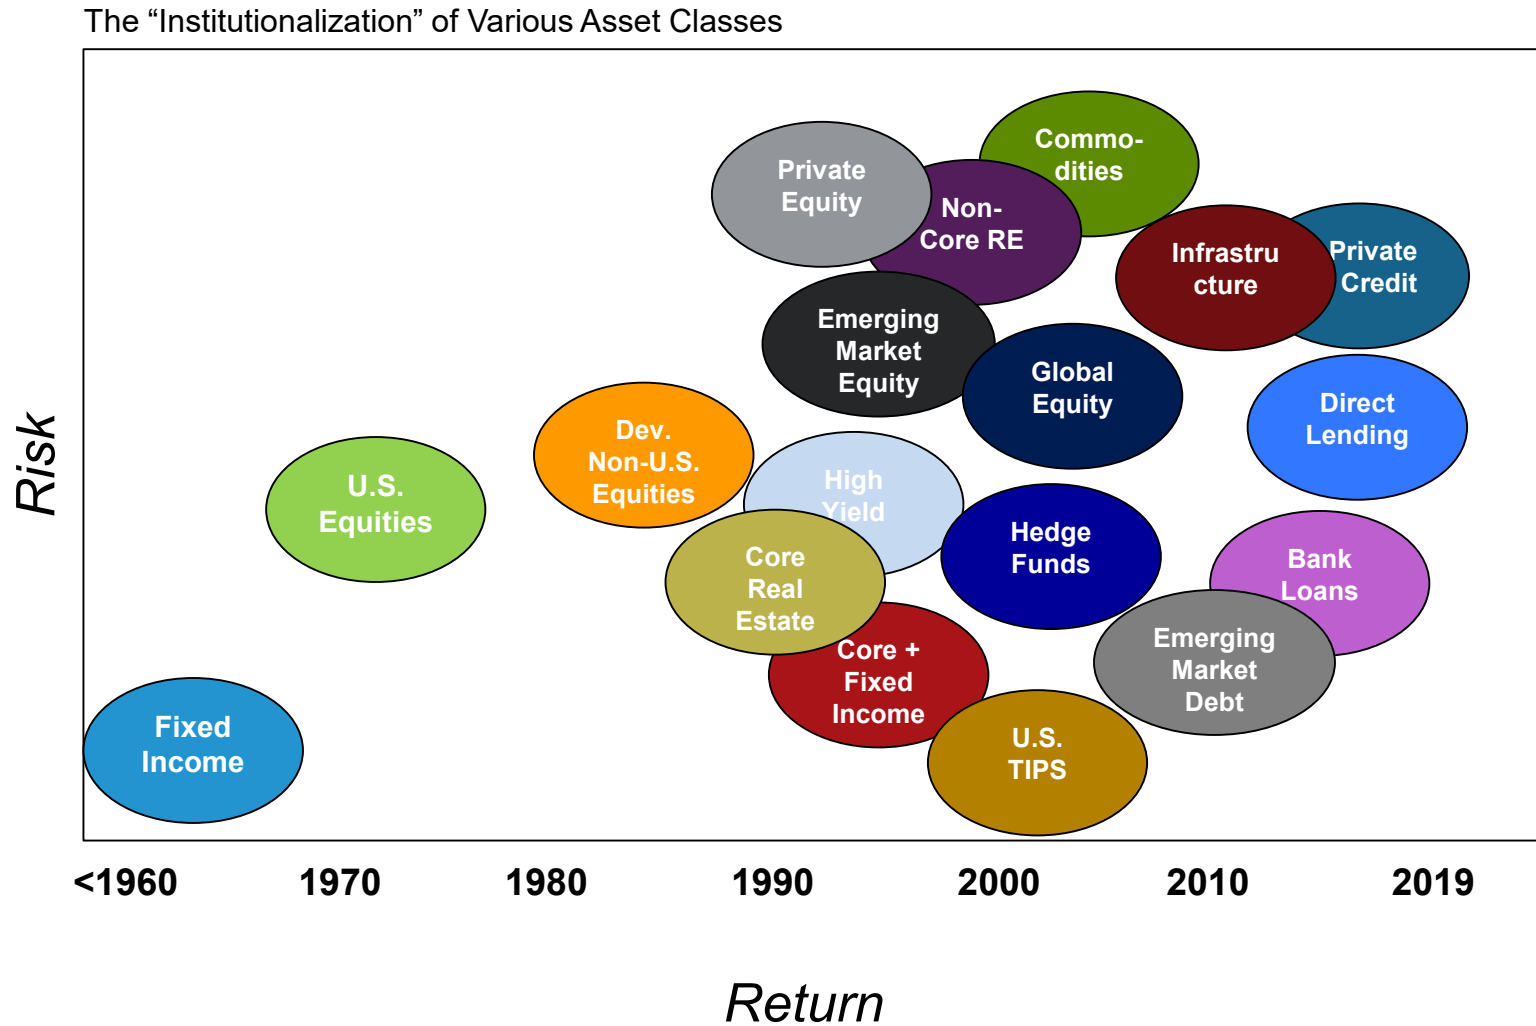 The “Institutionalization” of Various Asset Classes
Commo-
dities
Private
Equity
Non-
Core RE
Infrastru
cture
Private
Credit
Emerging
Market
Equity
Global
Equity
Direct
Lending
Dev.
Non-U.S.
Equities
U.S.
Equities
High
Yield
Hedge
Funds
Core
Real
Estate
Bank
Loans
Emerging
Market
Debt
Core +
Fixed
Income
Fixed
Income
U.S.
TIPS
Risk
<1960 1970 1980 1990 2000 2010 2019
Return